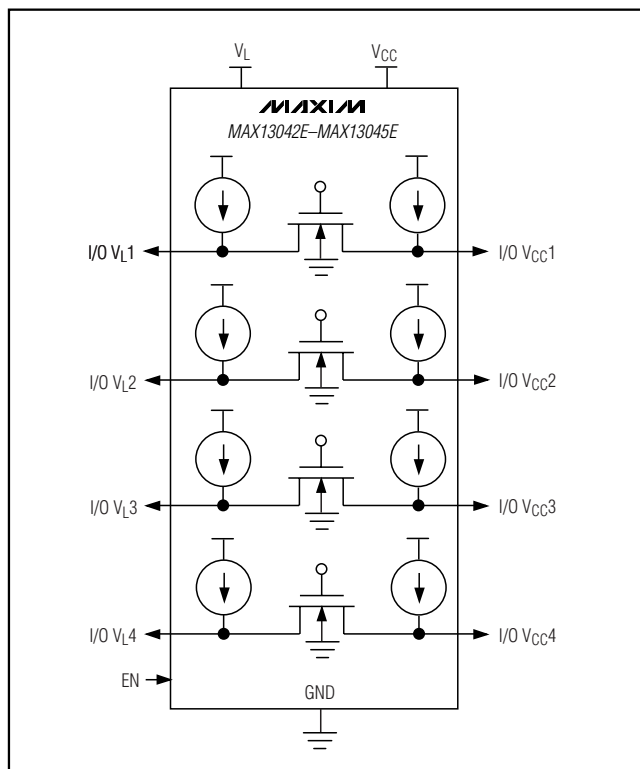 VL VCC
MAXIM
MAX13042E–MAX13045E
I/O VL1 I/O VCC1
I/O VL2 I/O VCC2
I/O VL3 I/O VCC3
I/O VL4 I/O VCC4
EN
GND